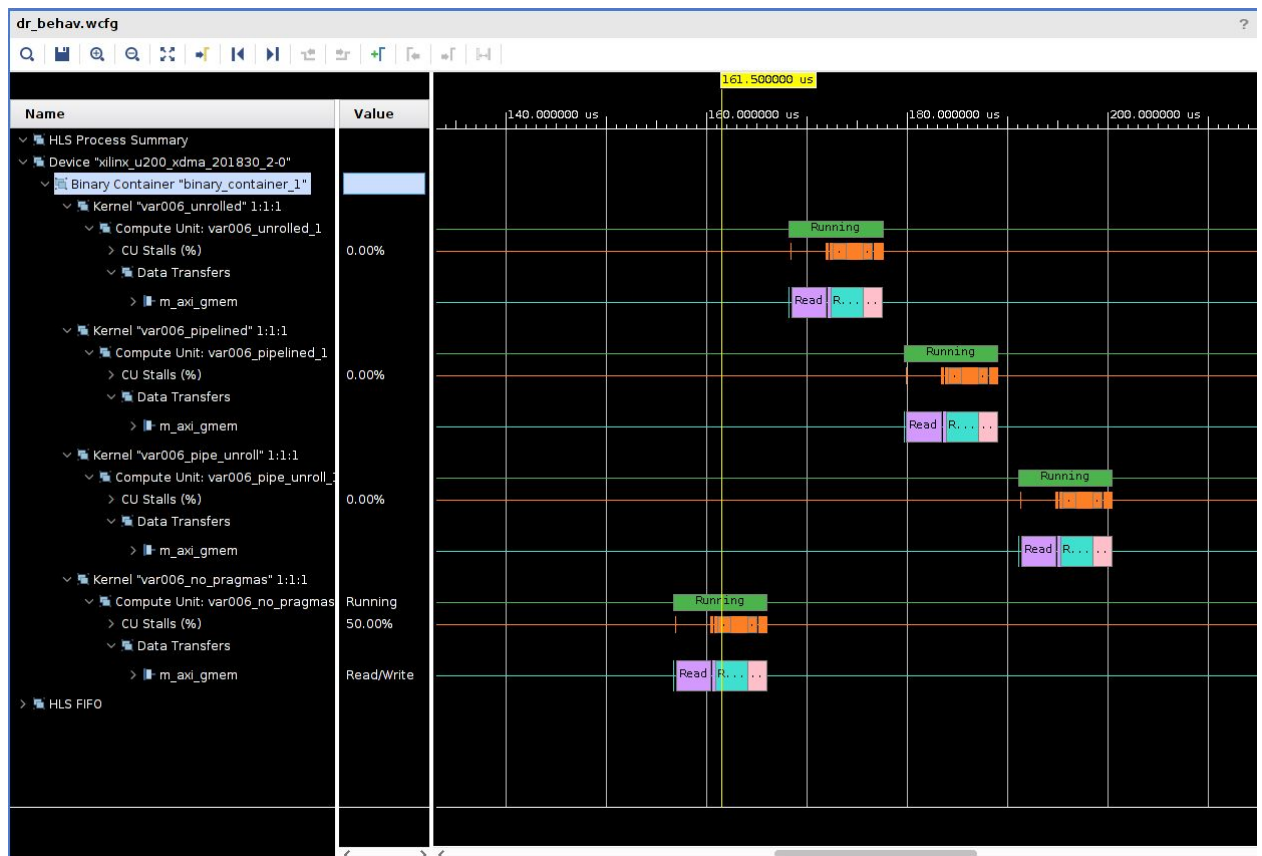 dr_behav.wcfg ?
161.500000 us
Name Value 140.000000 us 160.000000 us 180.000000 us 200.000000 us
HLS Process Summary
Device "xilinx_u200_xdma_201830_2-0"
Binary Container "binary_container_1"
Kernel "var006_unrolled" 1:1:1
Compute Unit: var006_unrolled_1 Running
CU Stalls (%) 0.00%
Data Transfers
m_axi_gmem Read R... ..
Kernel "var006_pipelined" 1:1:1
Compute Unit: var006_pipelined_1 Running
CU Stalls (%) 0.00%
Data Transfers
m_axi_gmem Read R... ..
Kernel "var006_pipe_unroll" 1:1:1
Compute Unit: var006_pipe_unroll_ Running
CU Stalls (%) 0.00%
Data Transfers
m_axi_gmem Read R... ..
Kernel "var006_no_pragmas" 1:1:1
Compute Unit: var006_no_pragmas Running Running
CU Stalls (%) 50.00%
Data Transfers
m_axi_gmem Read/Write Read R... ..
HLS FIFO